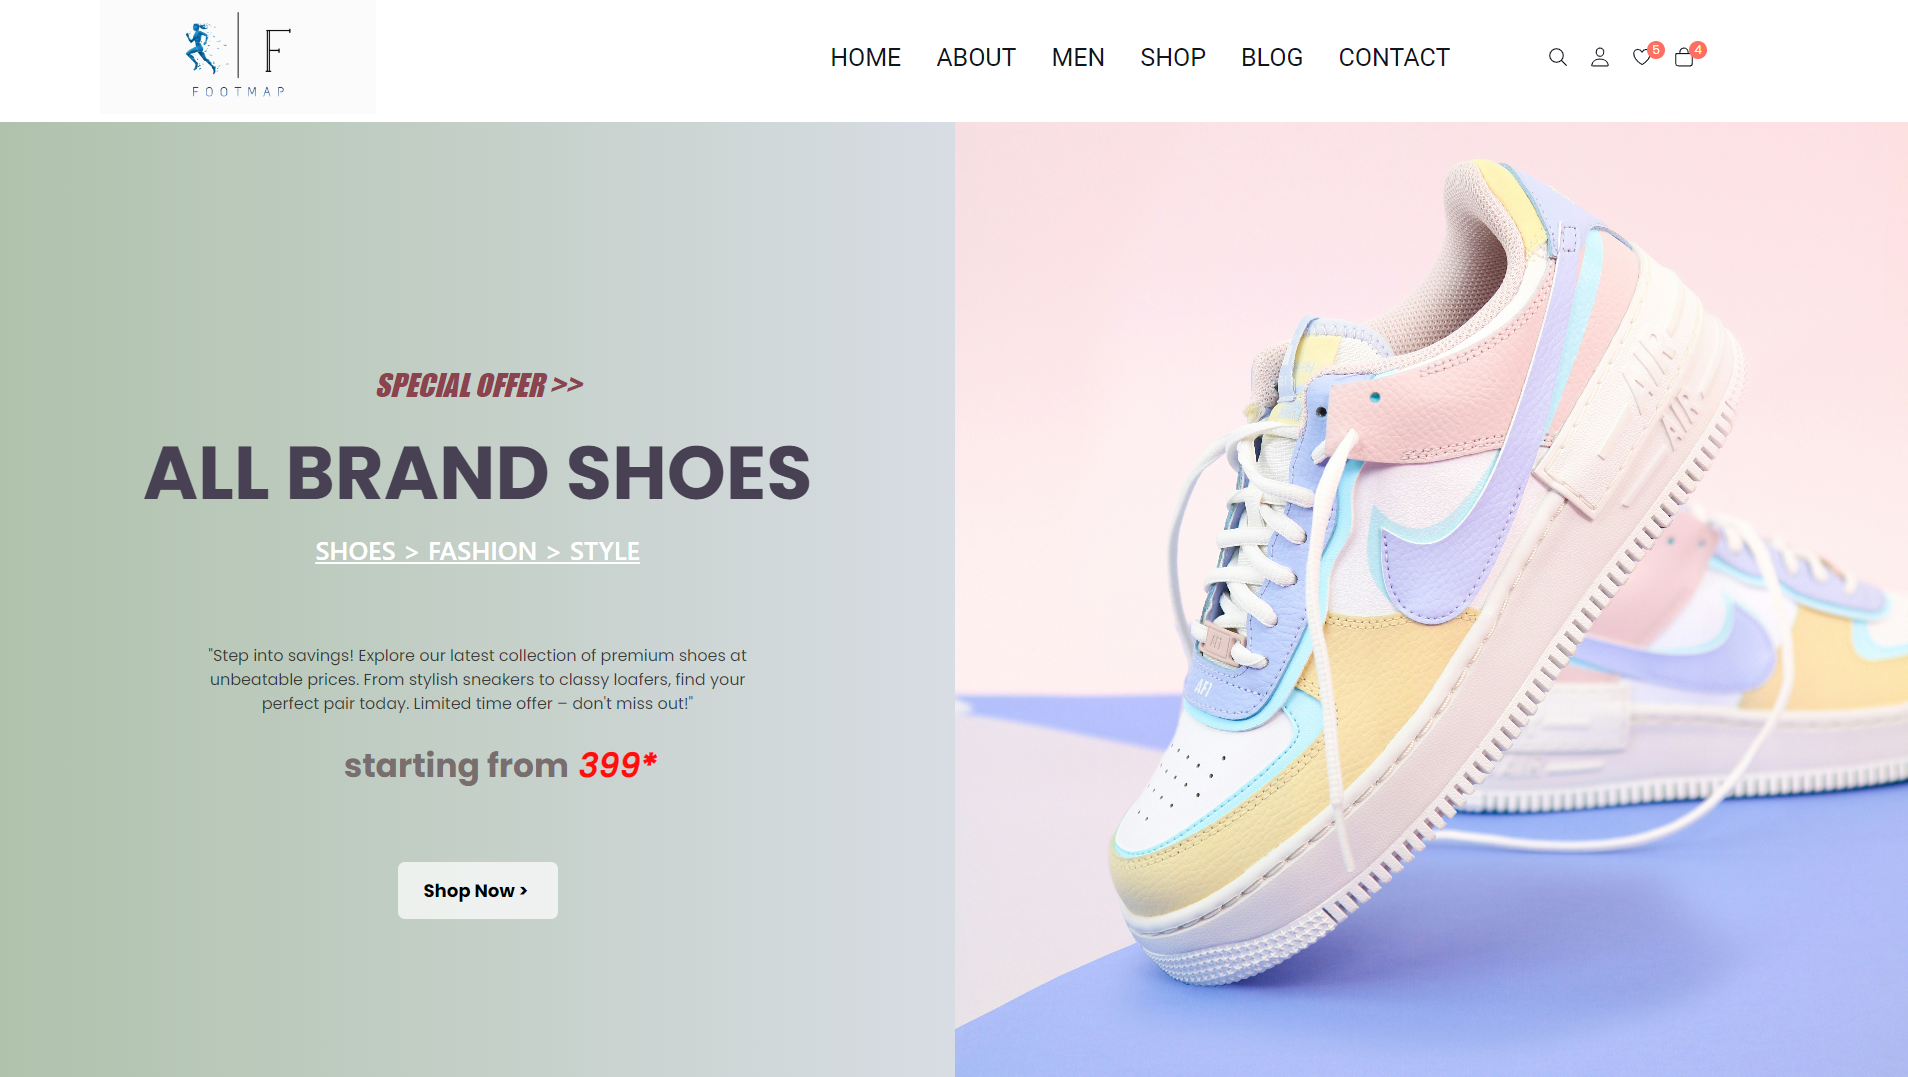 F
FOOTMAP
HOME ABOUT MEN SHOP BLOG CONTACT
5 4
SPECIAL OFFER >>
ALL BRAND SHOES
SHOES > FASHION > STYLE
"Step into savings! Explore our latest collection of premium shoes at
unbeatable prices. From stylish sneakers to classy loafers, find your
perfect pair today. Limited time offer – don't miss out!"
starting from 399*
Shop Now >
AIR
AIR
AF1